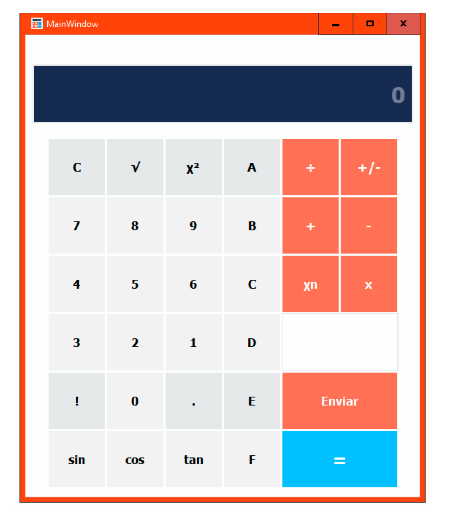 MainWindow
0
C √ χ² A ÷ +/-
7 8 9 B + -
4 5 6 C χn x
3 2 1 D
! 0 . E Enviar
sin cos tan F =